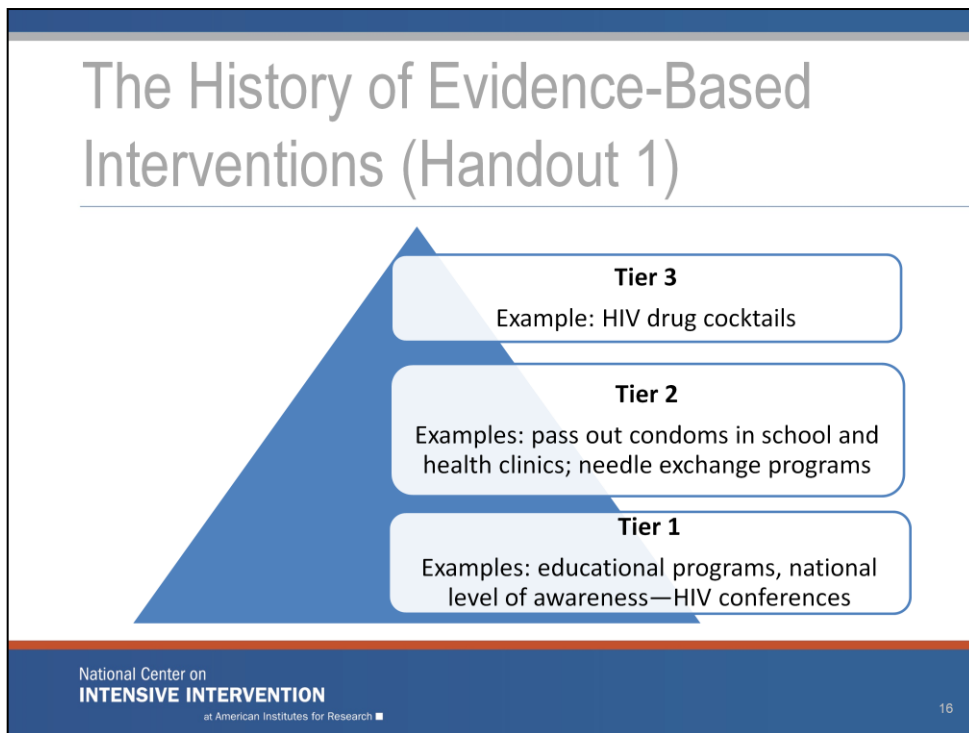 The History of Evidence-Based
Interventions (Handout 1)
Tier 3
Example: HIV drug cocktails
Tier 2
Examples: pass out condoms in school and
health clinics; needle exchange programs
Tier 1
Examples: educational programs, national
level of awareness—HIV conferences
National Center on
INTENSIVE INTERVENTION
at American Institutes for Research
16